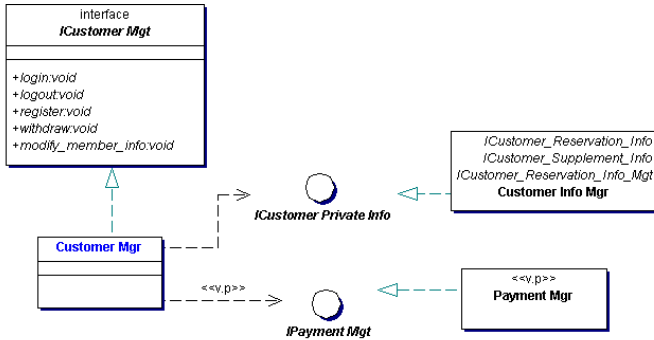 interface
ICustomer Mgt
+login:void
+logout:void
+register:void
+withdraw:void
+modify_member_info:void
ICustomer_Reservation_Info
ICustomer_Supplement_Info
ICustomer_Reservation_Info_Mgt
Customer Info Mgr
ICustomer Private Info
Customer Mgr
<<v.p>>
IPayment Mgt
<<v.p>>
Payment Mgr